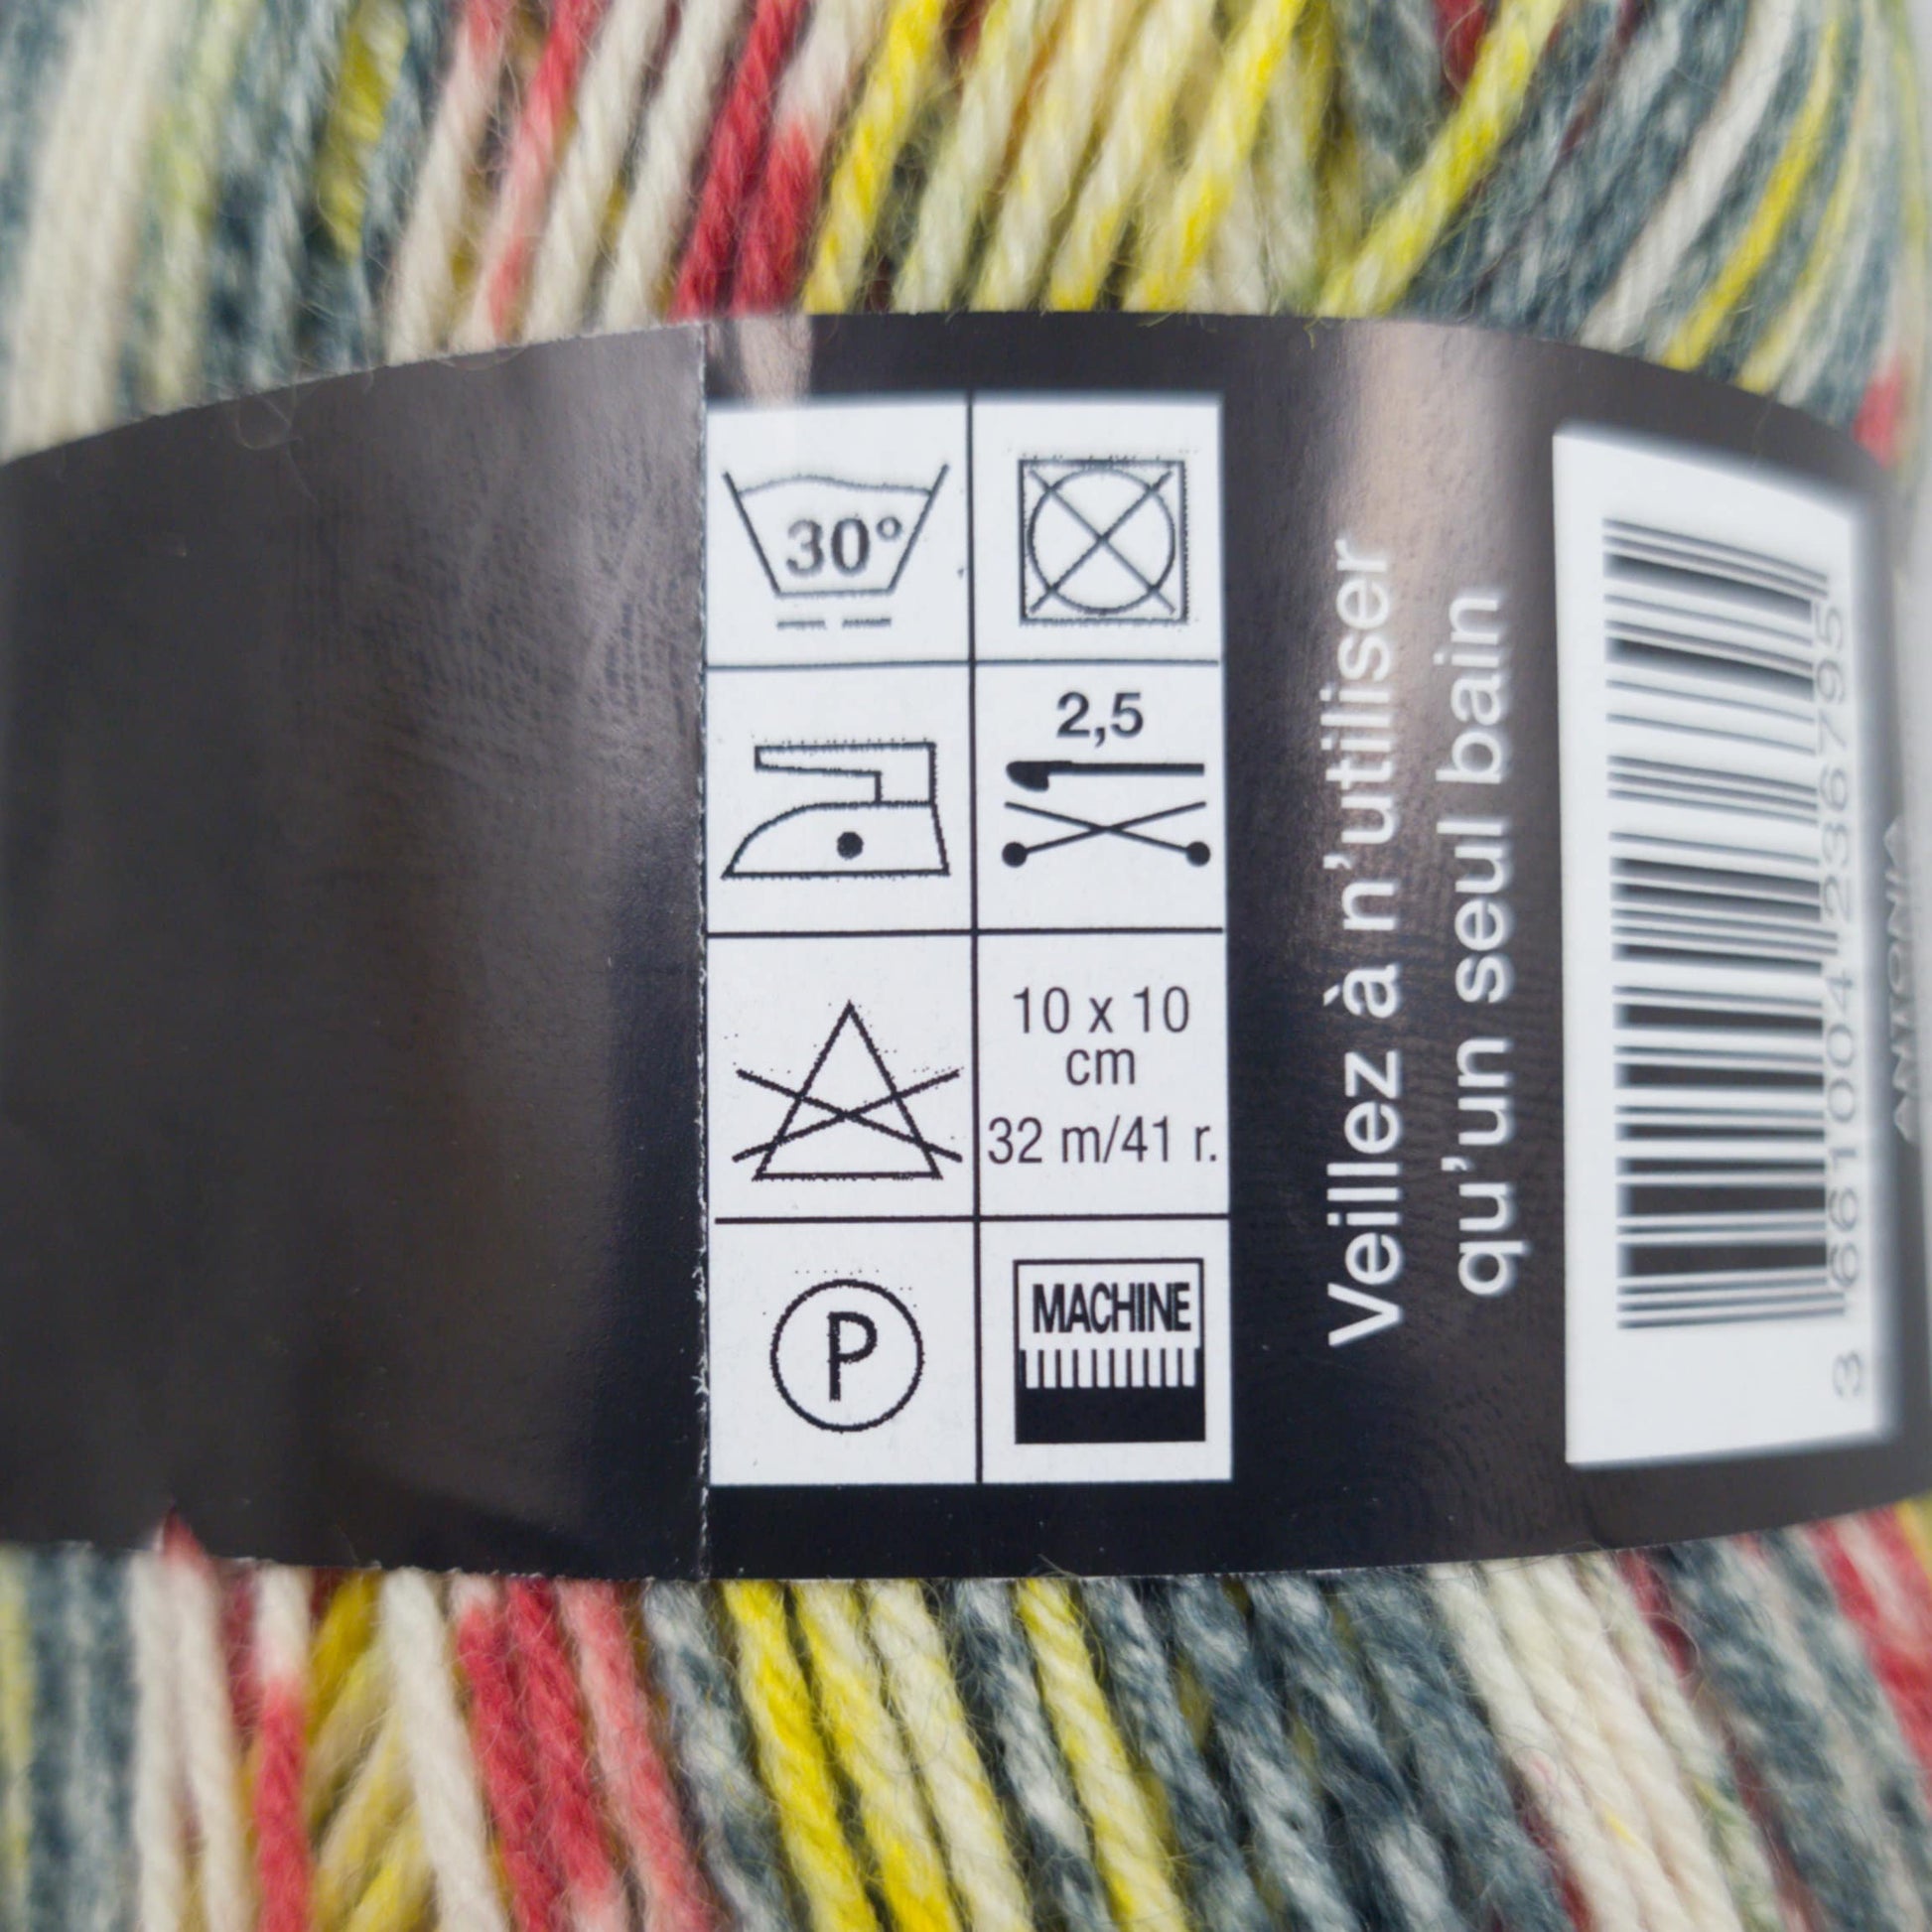 30°
2,5
10 x 10
cm
32 m/41 r.
P
MACHINE
Veillez à n'utiliser
qu'un seul bain
3 661004 236795